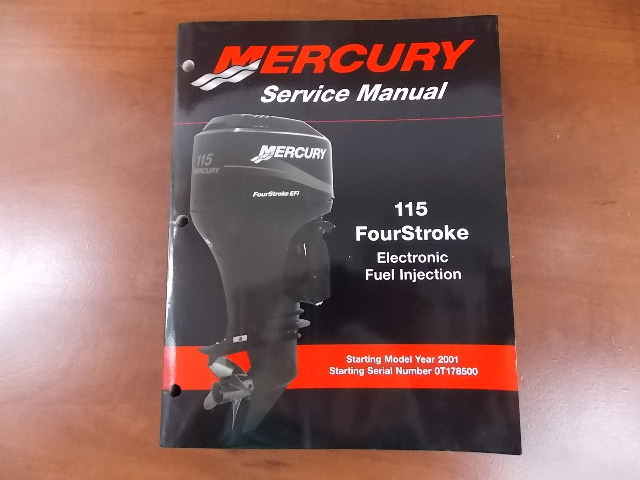 MERCURY
Service Manual
115
MERCURY
MERCURY
FourStroke EFI
115
FourStroke
Electronic
Fuel Injection
Starting Model Year 2001
Starting Serial Number 0T178500